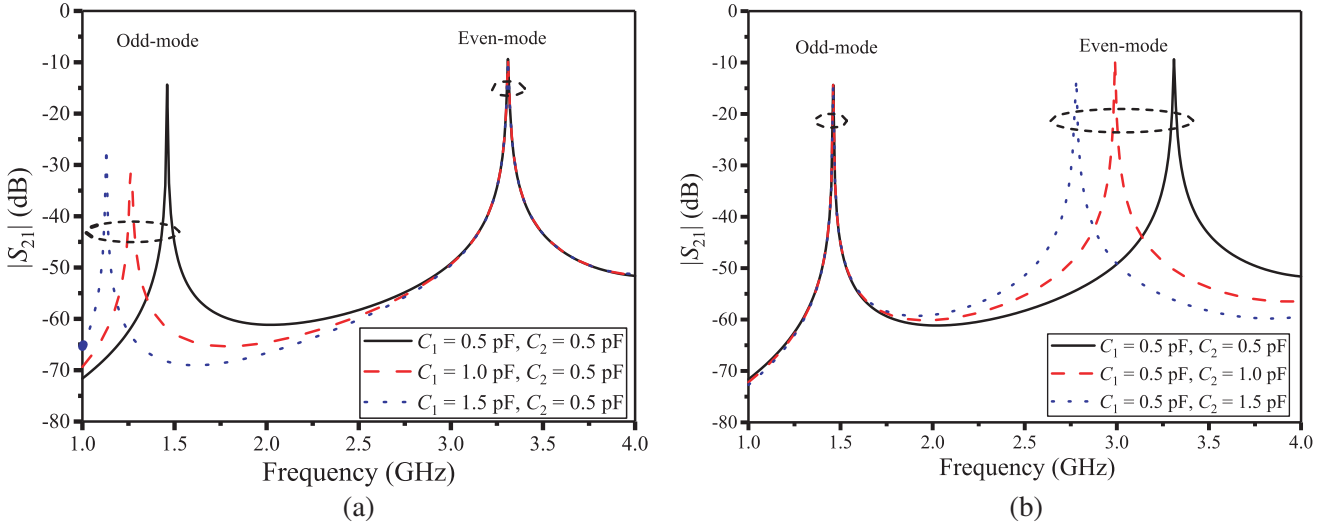 0
-10
-20
-30
-40
-50
-60
-70
-80
|S21| (dB)
Odd-mode
Even-mode
C1 = 0.5 pF, C2 = 0.5 pF
C1 = 1.0 pF, C2 = 0.5 pF
C1 = 1.5 pF, C2 = 0.5 pF
1.0 1.5 2.0 2.5 3.0 3.5 4.0
Frequency (GHz)
(a)
0
-10
-20
-30
-40
-50
-60
-70
-80
|S21| (dB)
Odd-mode
Even-mode
C1 = 0.5 pF, C2 = 0.5 pF
C1 = 0.5 pF, C2 = 1.0 pF
C1 = 0.5 pF, C2 = 1.5 pF
1.0 1.5 2.0 2.5 3.0 3.5 4.0
Frequency (GHz)
(b)